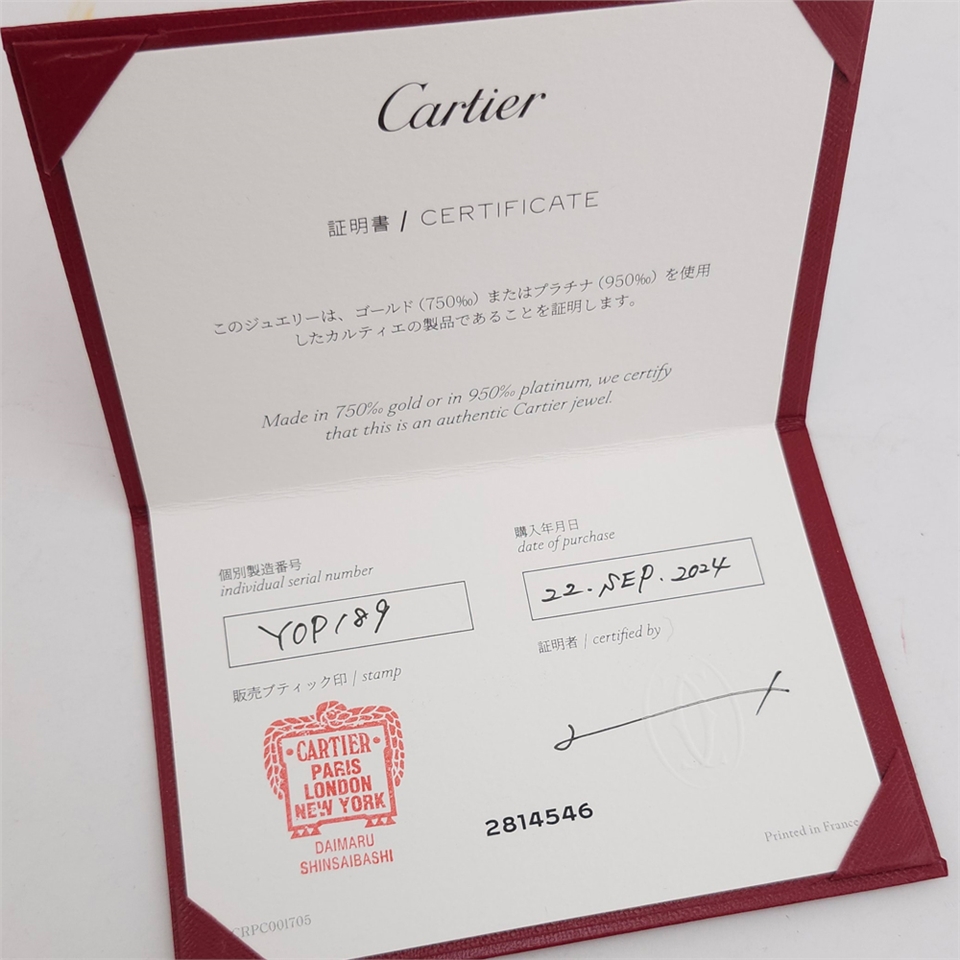 Cartier
証明書 / CERTIFICATE
このジュエリーは、ゴールド（750‰）またはプラチナ（950‰）を使用
したカルティエの製品であることを証明します。
Made in 750‰ gold or in 950‰ platinum, we certify
that this is an authentic Cartier jewel.
個別製造番号
individual serial number
YOP189
購入年月日
date of purchase
22. SEP. 2024
販売ブティック印 / stamp
証明者 / certified by
CARTIER
PARIS
LONDON
NEW YORK
DAIMARU
SHINSAIBASHI
2814546
Printed in France
CRPC001705